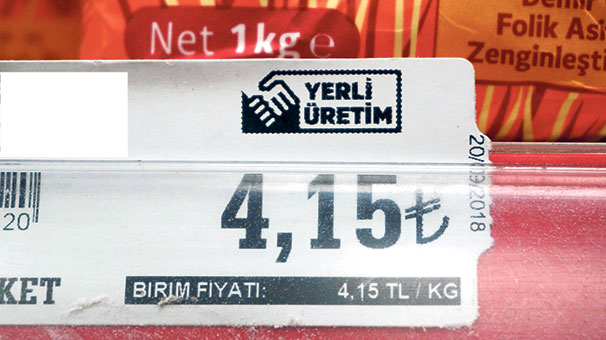 Net 1kg e
Demir
Folik Asi
Zenginleşti
YERLİ
ÜRETİM
20/09/2018
4,15₺
20
KET
BIRIM FIYATI: 4,15 TL / KG